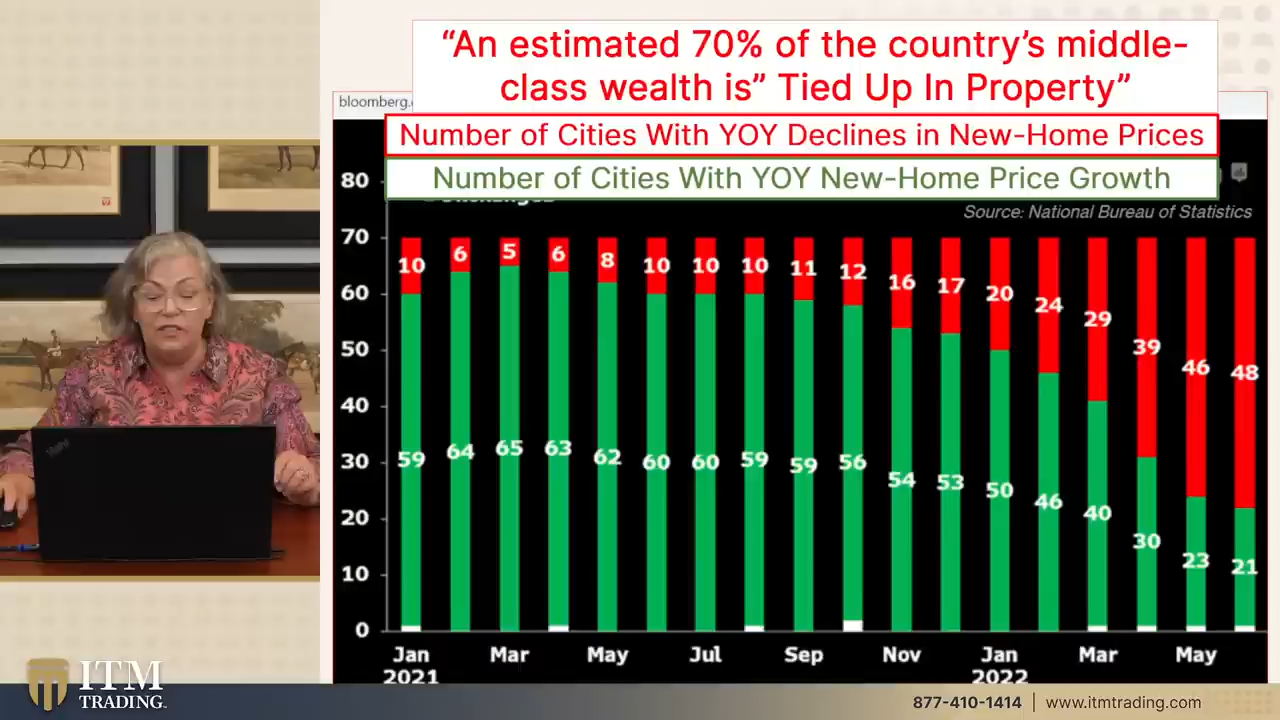 “An estimated 70% of the country’s middle-
class wealth is” Tied Up In Property”
bloomberg.
Number of Cities With YOY Declines in New-Home Prices
Number of Cities With YOY New-Home Price Growth
Source: National Bureau of Statistics
80
70
60
50
40
30
20
10
0
10 6 5 6 8 10 10 10 11 12 16 17 20 24 29 39 46 48
59 64 65 63 62 60 60 59 59 56 54 53 50 46 40 30 23 21
Jan Mar May Jul Sep Nov Jan Mar May
2021 2022
ITM
TRADING
877-410-1414 | www.itmtrading.com